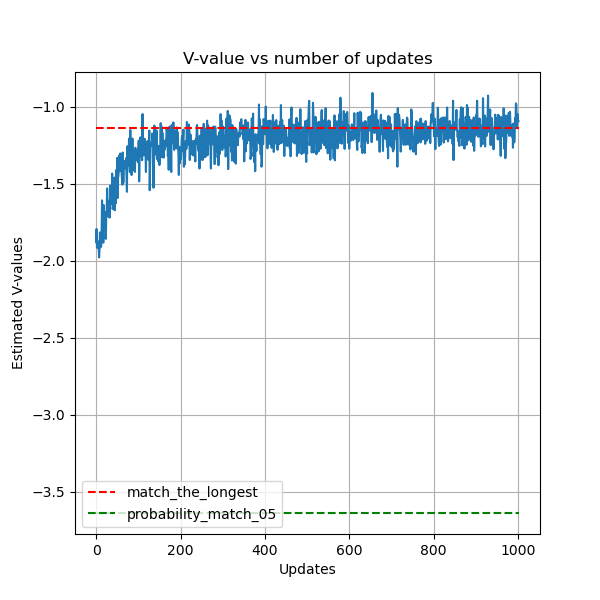 V-value vs number of updates
Estimated V-values
−1.0
−1.5
−2.0
−2.5
−3.0
−3.5
match_the_longest
probability_match_05
0
200
400
600
800
1000
Updates